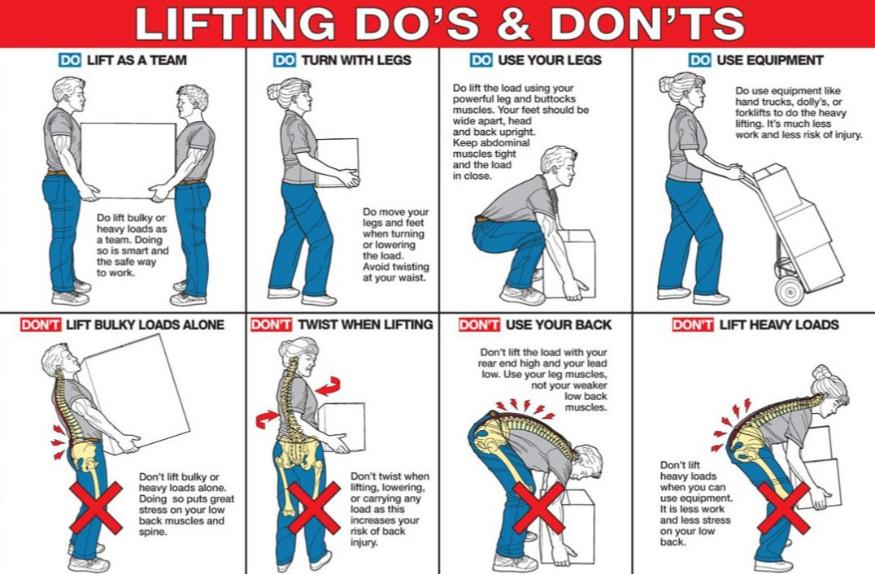 LIFTING DO'S & DON'TS
DO LIFT AS A TEAM
Do lift bulky or
heavy loads as
a team. Doing
so is smart and
the safe way
to work.
DO TURN WITH LEGS
Do move your
legs and feet
when turning
or lowering
the load.
Avoid twisting
at your waist.
DO USE YOUR LEGS
Do lift the load using your
powerful leg and buttocks
muscles. Your feet should be
wide apart, head
and back upright.
Keep abdominal
muscles tight
and the load
in close.
DO USE EQUIPMENT
Do use equipment like
hand trucks, dolly's, or
forklifts to do the heavy
lifting. It's much less
work and less risk of injury.
DON'T LIFT BULKY LOADS ALONE
Don't lift bulky or
heavy loads alone.
Doing so puts great
stress on your low
back muscles and
spine.
DON'T TWIST WHEN LIFTING
Don't twist when
lifting, lowering,
or carrying any
load as this
increases your
risk of back
injury.
DON'T USE YOUR BACK
Don't lift the load with your
rear end high and your lead
low. Use your leg muscles,
not your weaker
low back
muscles.
DON'T LIFT HEAVY LOADS
Don't lift
heavy loads
when you can
use equipment.
It is less work
and less stress
on your low
back.